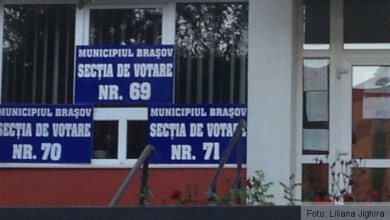 MUNICIPIUL BRAȘOV
SECȚIA DE VOTARE
NR. 69
MUNICIPIUL BRAȘOV
SECȚIA DE VOTARE
NR. 70
MUNICIPIUL BRAȘOV
SECȚIA DE VOTARE
NR. 71
Foto: Liliana Jighira